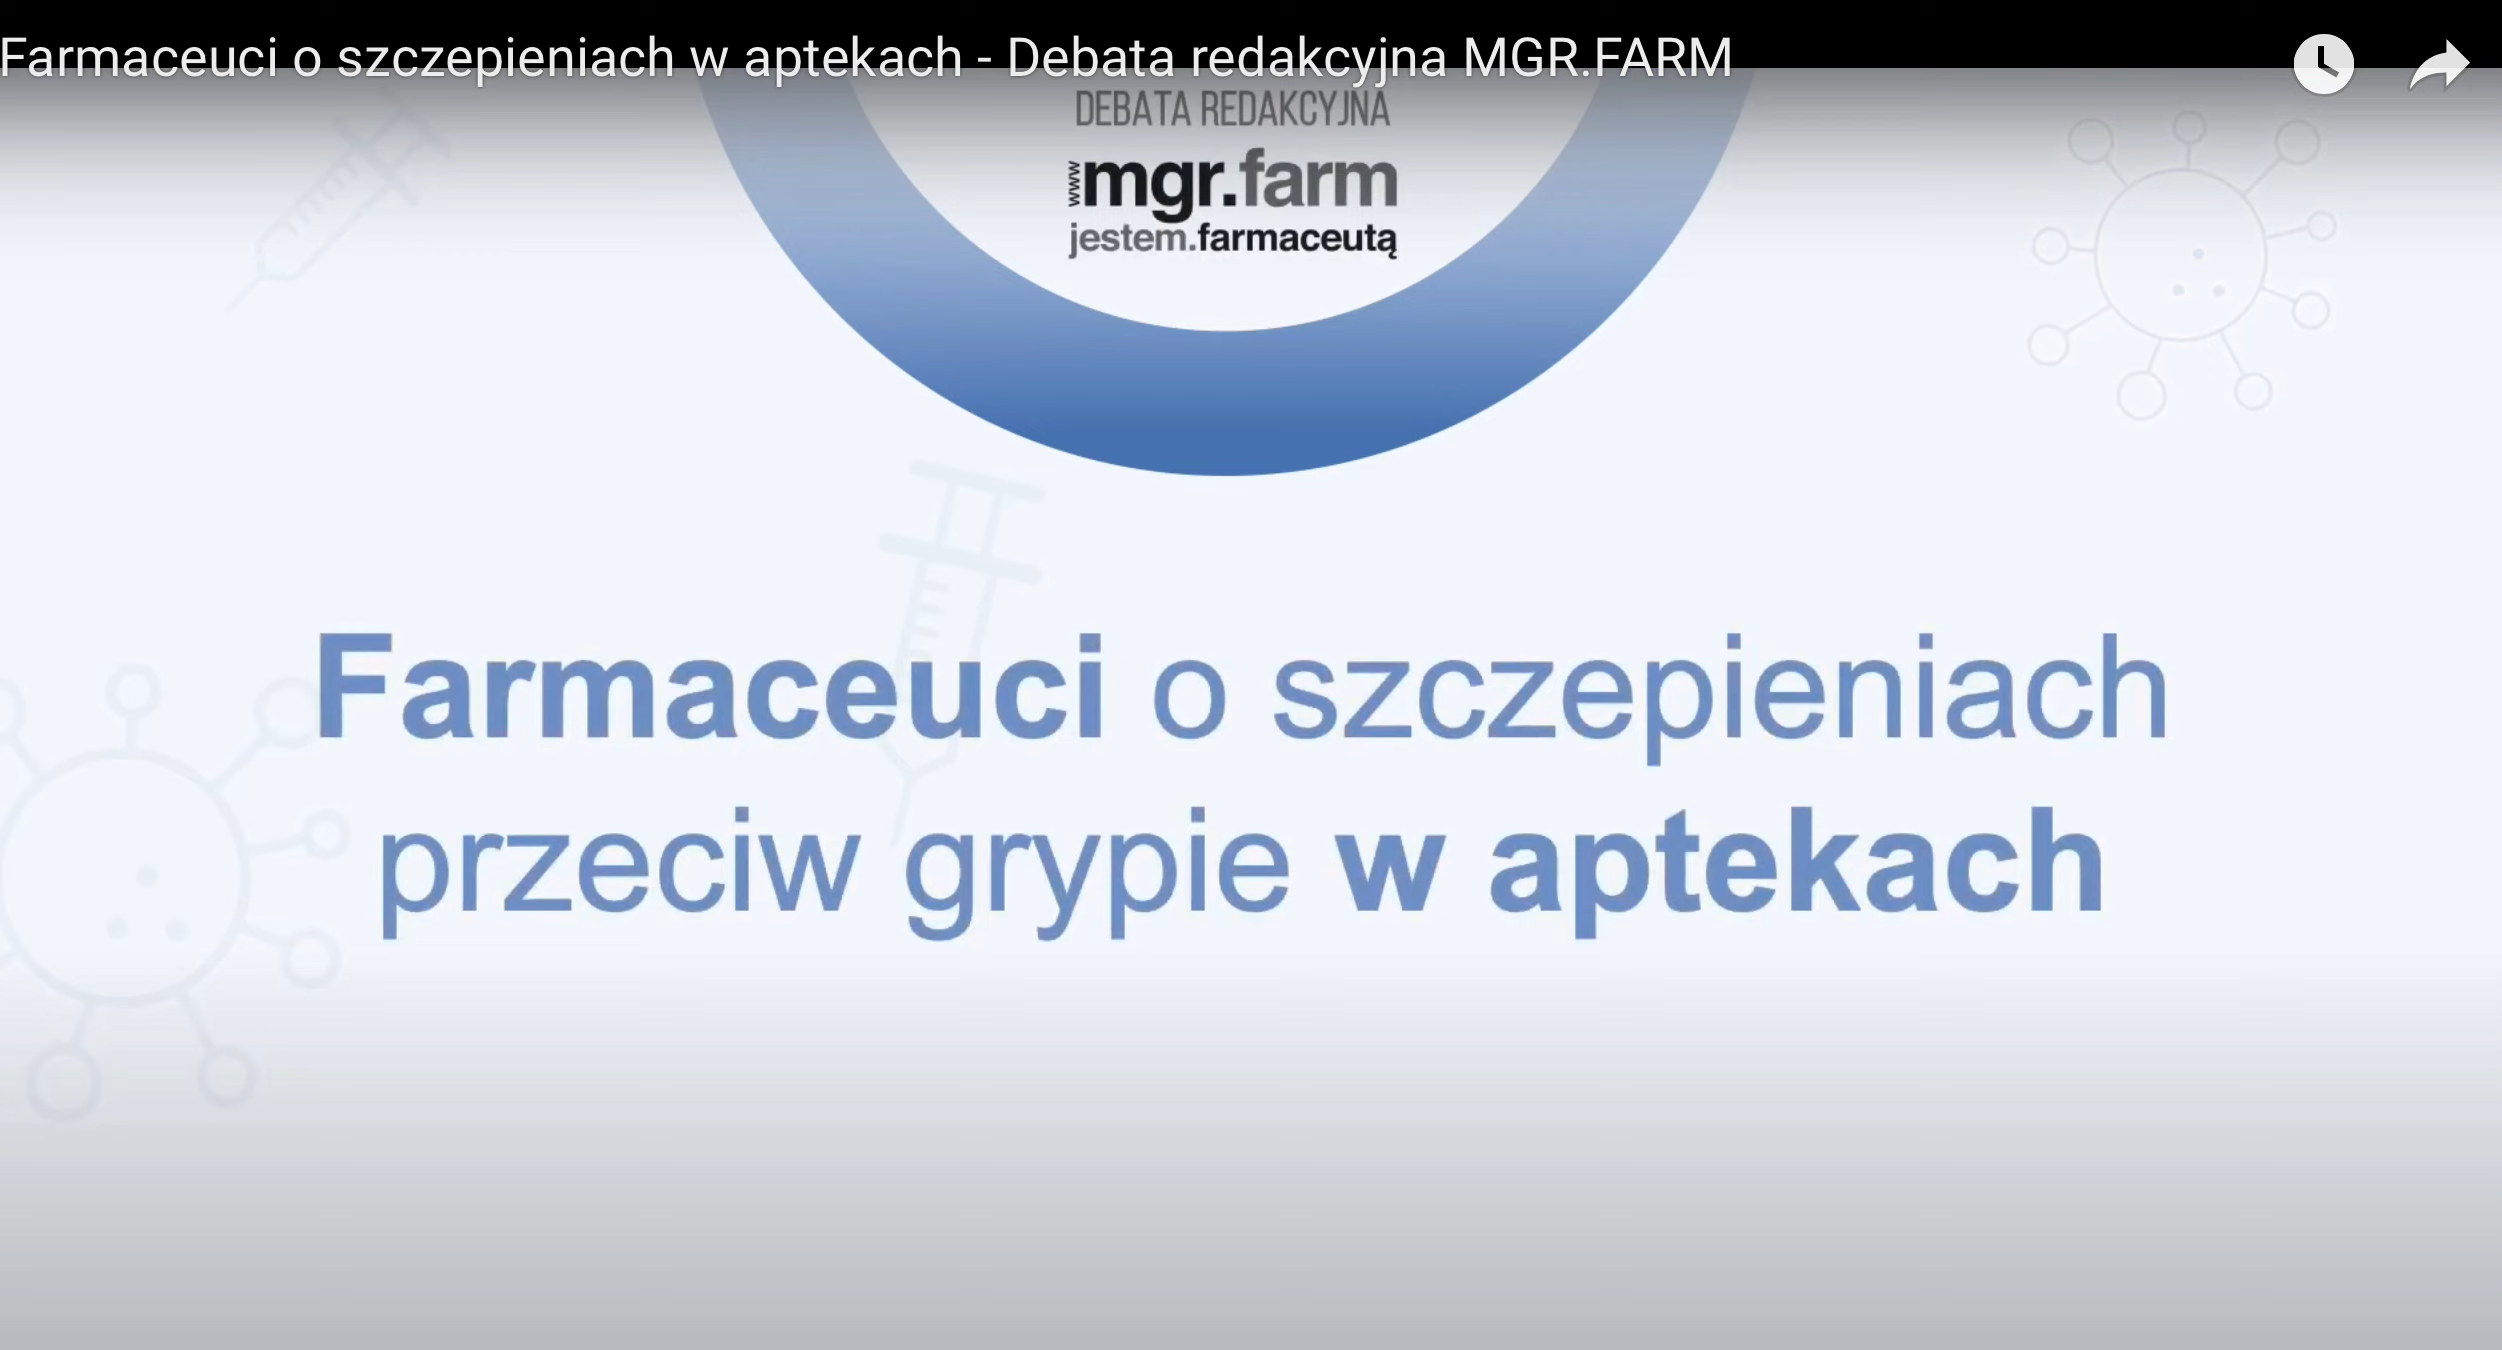 Farmaceuci o szczepieniach w aptekach - Debata redakcyjna MGR.FARM
DEBATA REDAKCYJNA
www mgr.farm
jestem.farmaceutą
Farmaceuci o szczepieniach
przeciw grypie w aptekach